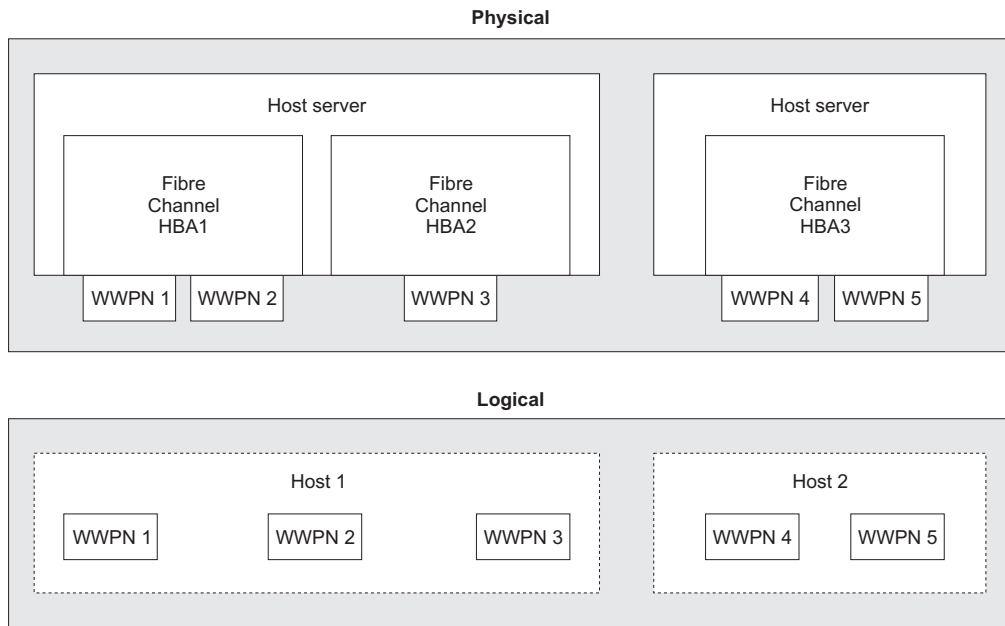 Physical
Host server
Host server
Fibre
Channel
HBA1
Fibre
Channel
HBA2
Fibre
Channel
HBA3
WWPN 1
WWPN 2
WWPN 3
WWPN 4
WWPN 5
Logical
Host 1
Host 2
WWPN 1
WWPN 2
WWPN 3
WWPN 4
WWPN 5